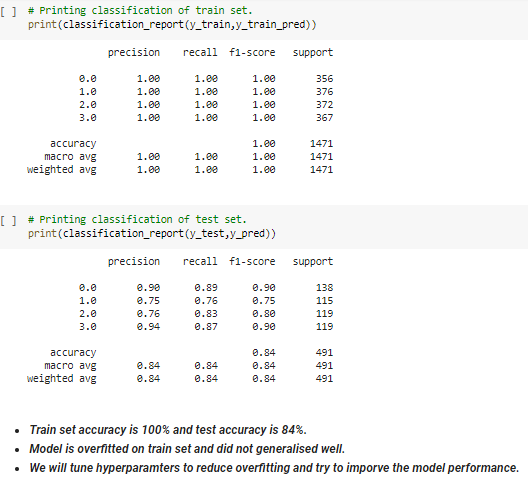 [ ] # Printing classification of train set.
print(classification_report(y_train,y_train_pred))
precision recall f1-score support
0.0 1.00 1.00 1.00 356
1.0 1.00 1.00 1.00 376
2.0 1.00 1.00 1.00 372
3.0 1.00 1.00 1.00 367
accuracy 1.00 1471
macro avg 1.00 1.00 1.00 1471
weighted avg 1.00 1.00 1.00 1471
[ ] # Printing classification of test set.
print(classification_report(y_test,y_pred))
precision recall f1-score support
0.0 0.90 0.89 0.90 138
1.0 0.75 0.76 0.75 115
2.0 0.76 0.83 0.80 119
3.0 0.94 0.87 0.90 119
accuracy 0.84 491
macro avg 0.84 0.84 0.84 491
weighted avg 0.84 0.84 0.84 491
• Train set accuracy is 100% and test accuracy is 84%.
• Model is overfitted on train set and did not generalised well.
• We will tune hyperparamters to reduce overfitting and try to imporve the model performance.